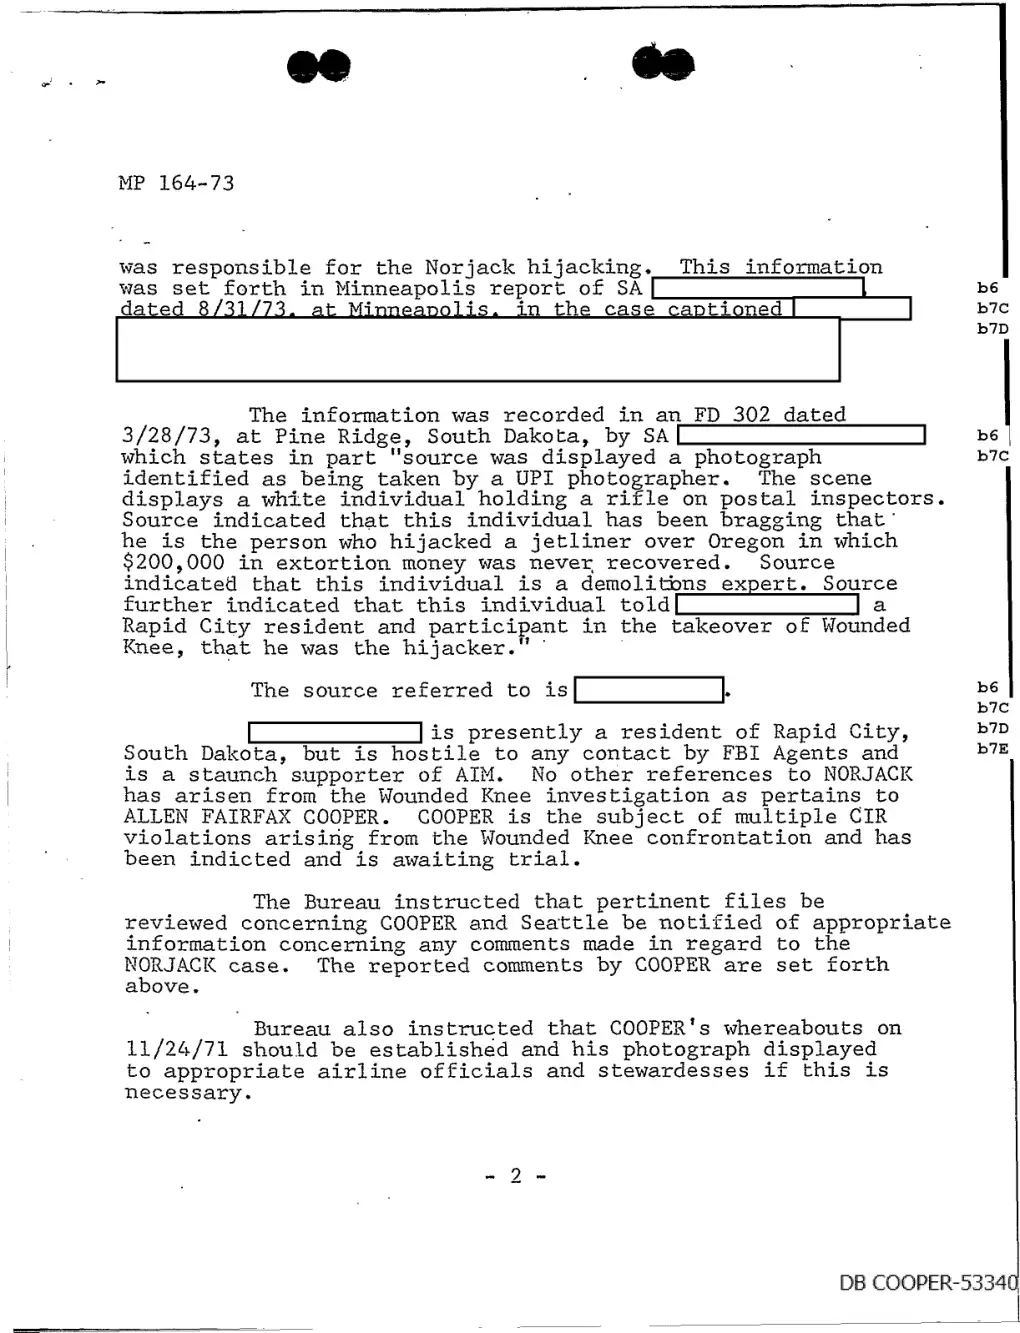 MP 164-73
was responsible for the Norjack hijacking. This information
was set forth in Minneapolis report of SA
b6
dated 8/31/73, at Minneapolis, in the case captioned
b7C
b7D
The information was recorded in an FD 302 dated
3/28/73, at Pine Ridge, South Dakota, by SA
b6
which states in part "source was displayed a photograph
b7C
identified as being taken by a UPI photographer. The scene
displays a white individual holding a rifle on postal inspectors.
Source indicated that this individual has been bragging that
he is the person who hijacked a jetliner over Oregon in which
$200,000 in extortion money was never recovered. Source
indicated that this individual is a demolitions expert. Source
further indicated that this individual told a
Rapid City resident and participant in the takeover of Wounded
Knee, that he was the hijacker."
The source referred to is .
b6
b7C
is presently a resident of Rapid City,
b7D
South Dakota, but is hostile to any contact by FBI Agents and
b7E
is a staunch supporter of AIM. No other references to NORJACK
has arisen from the Wounded Knee investigation as pertains to
ALLEN FAIRFAX COOPER. COOPER is the subject of multiple CIR
violations arising from the Wounded Knee confrontation and has
been indicted and is awaiting trial.
The Bureau instructed that pertinent files be
reviewed concerning COOPER and Seattle be notified of appropriate
information concerning any comments made in regard to the
NORJACK case. The reported comments by COOPER are set forth
above.
Bureau also instructed that COOPER's whereabouts on
11/24/71 should be established and his photograph displayed
to appropriate airline officials and stewardesses if this is
necessary.
- 2 -
DB COOPER-53340